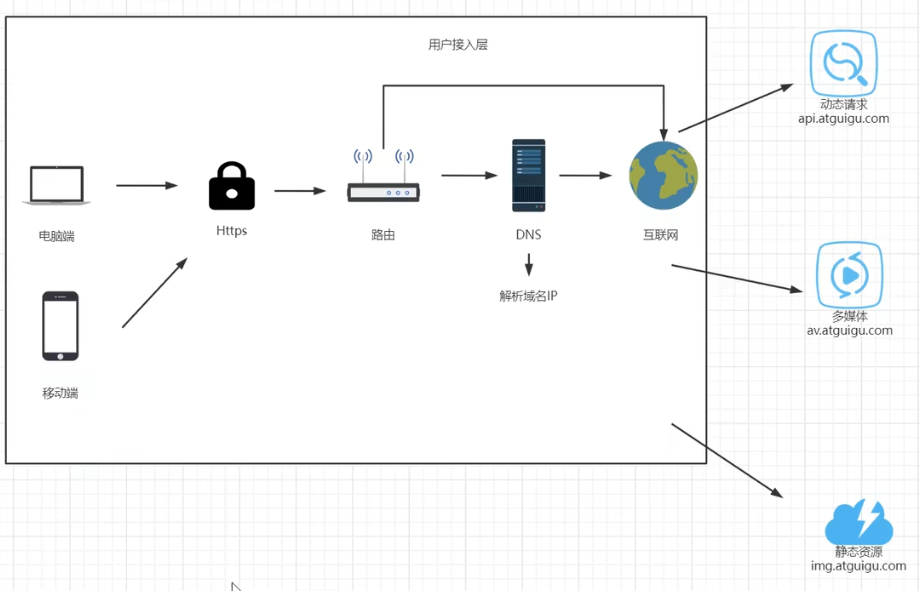 用户接入层
动态请求
api.atguigu.com
电脑端
Https
路由
DNS
互联网
解析域名IP
多媒体
av.atguigu.com
移动端
静态资源
img.atguigu.com